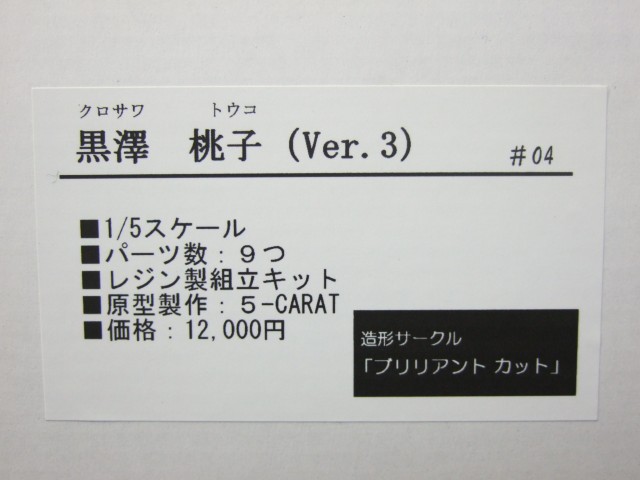 クロサワ トウコ
黒澤 桃子 (Ver.3) #04
■1/5スケール
■パーツ数：９つ
■レジン製組立キット
■原型製作：５-CARAT
■価格：12,000円
造形サークル
「ブリリアント カット」